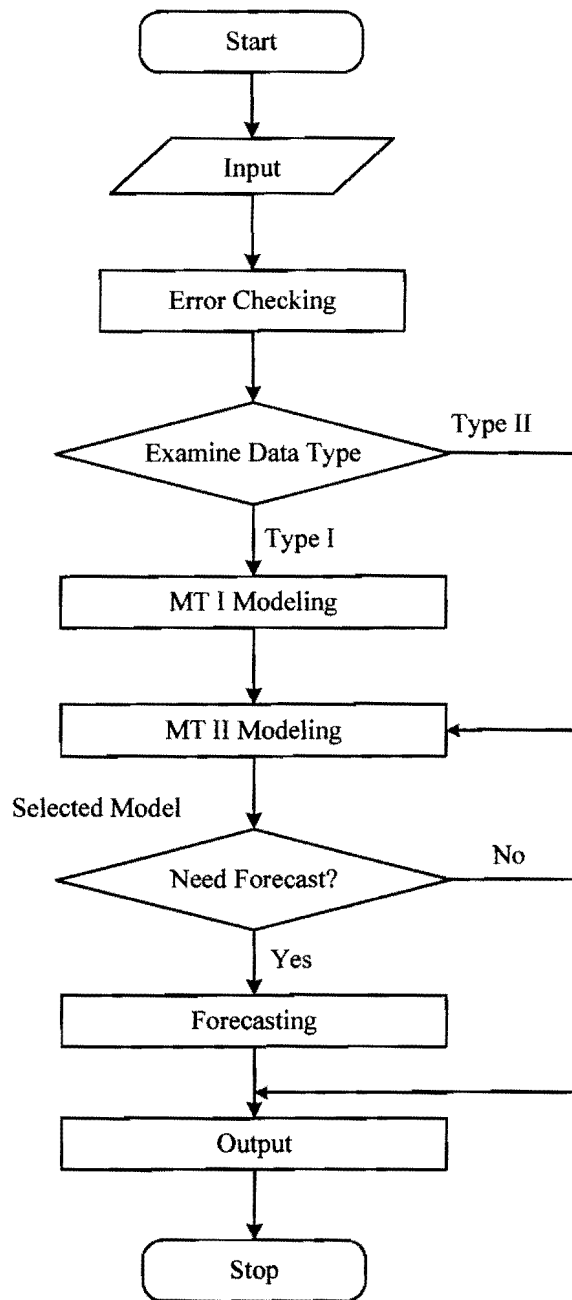 Start
Input
Error Checking
Type II
Examine Data Type
Type I
MT I Modeling
MT II Modeling
Selected Model
No
Need Forecast?
Yes
Forecasting
Output
Stop